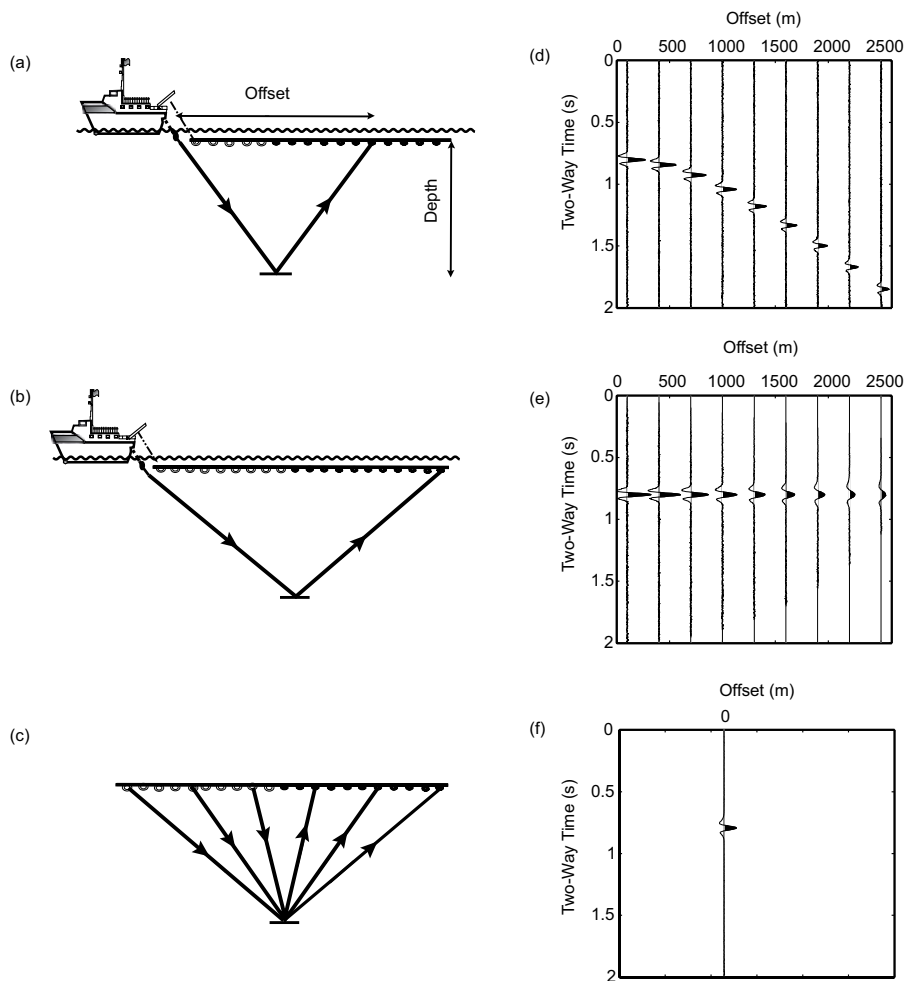 (a)
Offset
Depth
(b)
(c)
(d)
Offset (m)
0 500 1000 1500 2000 2500
Two-Way Time (s)
0
0.5
1
1.5
2
(e)
Offset (m)
0 500 1000 1500 2000 2500
Two-Way Time (s)
0
0.5
1
1.5
2
(f)
Offset (m)
0
Two-Way Time (s)
0
0.5
1
1.5
2